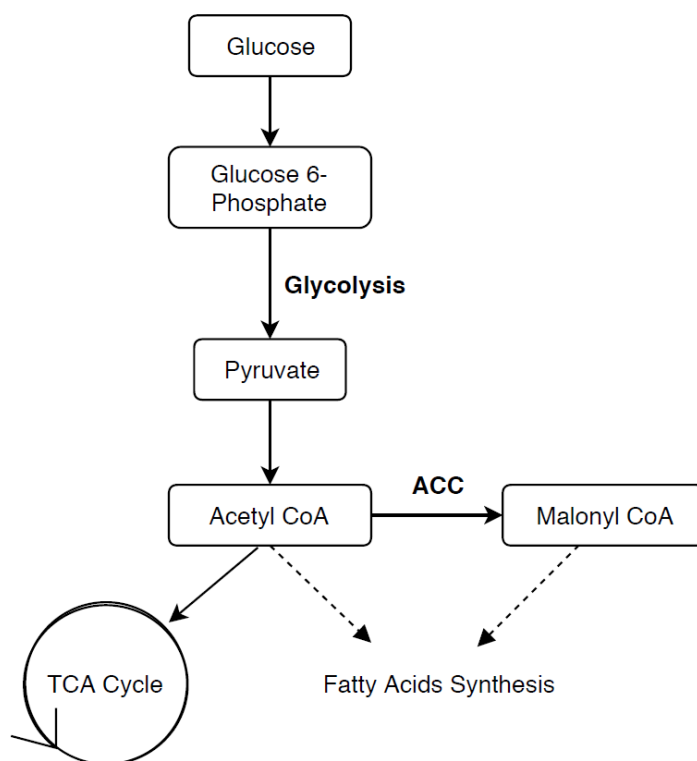 Glucose
Glucose 6-
Phosphate
Glycolysis
Pyruvate
ACC
Acetyl CoA
Malonyl CoA
TCA Cycle
Fatty Acids Synthesis